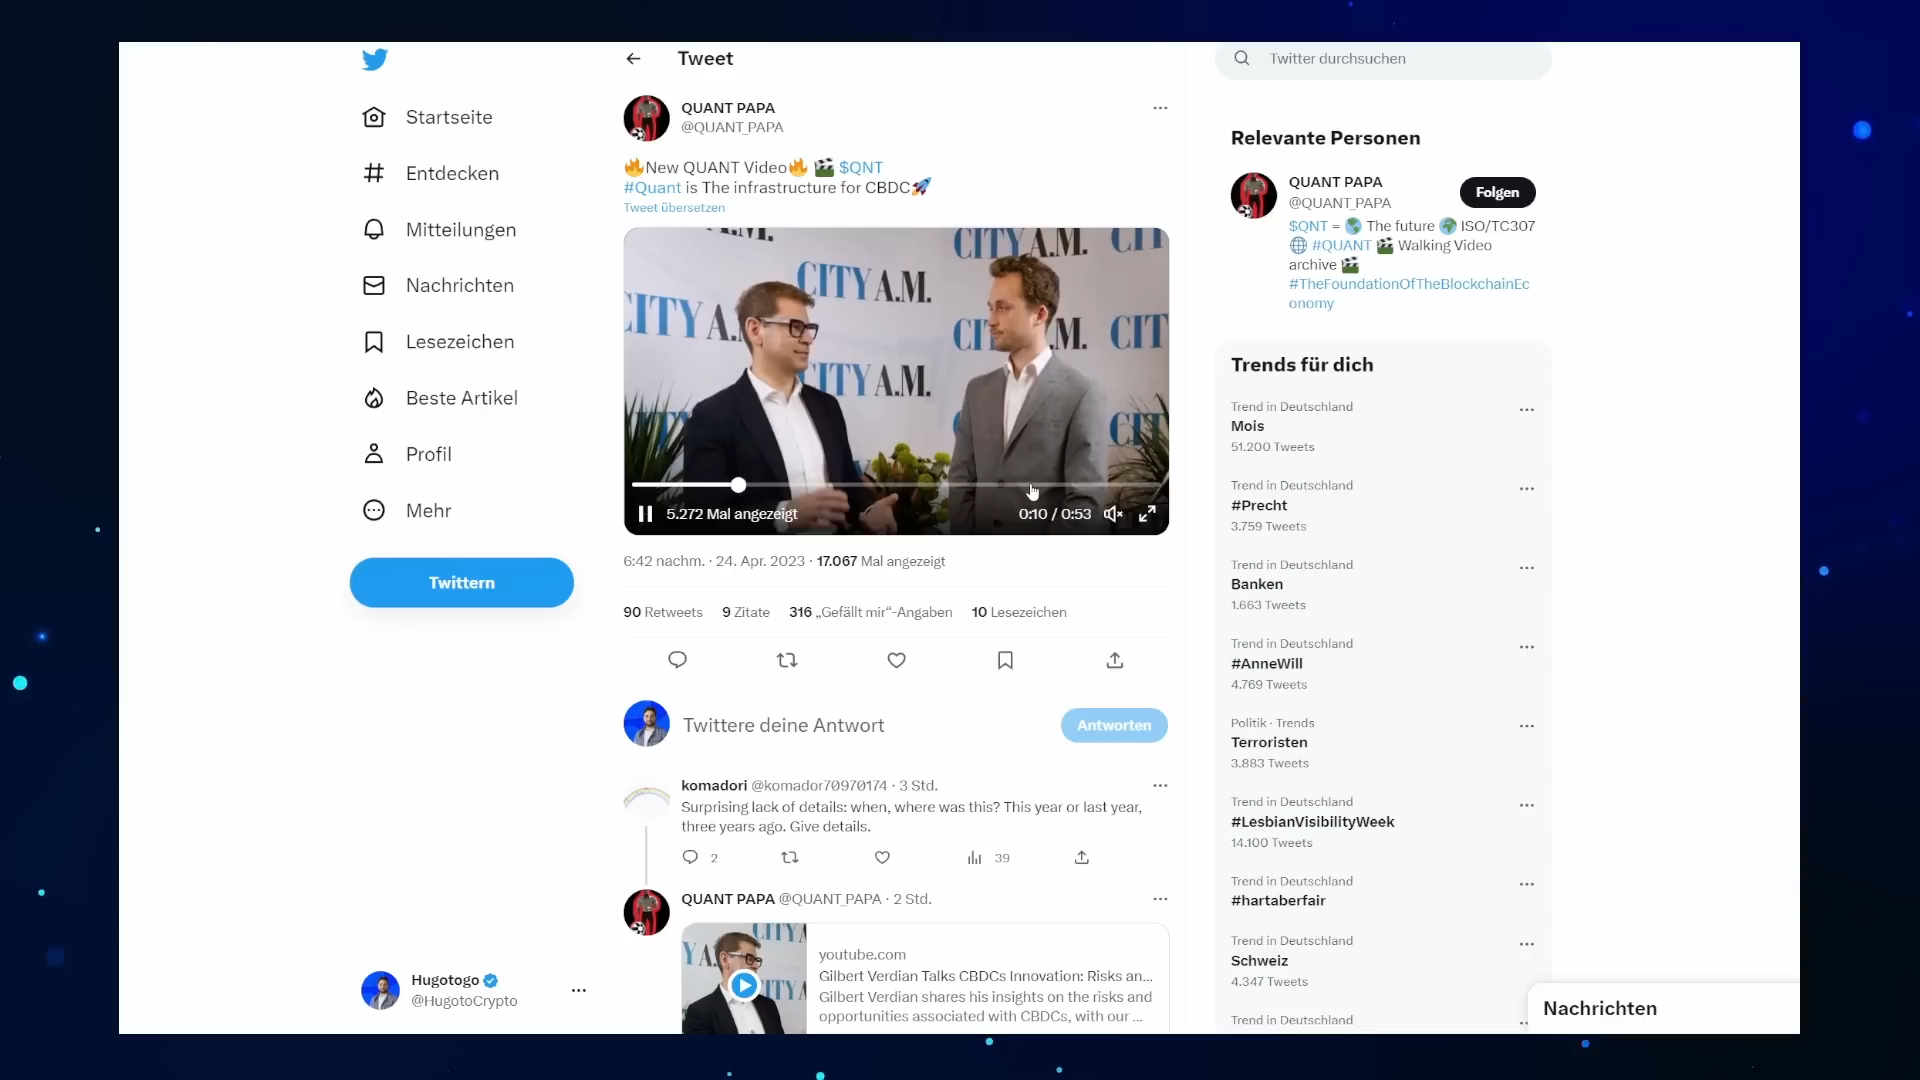 Tweet
Twitter durchsuchen
Startseite
Entdecken
Mitteilungen
Nachrichten
Lesezeichen
Beste Artikel
Profil
Mehr
Twittern
Hugotogo
@HugotoCrypto
QUANT PAPA
@QUANT_PAPA
🔥New QUANT Video🔥 🎬 $QNT
#Quant is The infrastructure for CBDC🚀
Tweet übersetzen
CITY A.M.
CITY A.M.
CITY A.M.
5.272 Mal angezeigt
0:10 / 0:53
6:42 nachm. · 24. Apr. 2023 · 17.067 Mal angezeigt
90 Retweets 9 Zitate 316 „Gefällt mir“-Angaben 10 Lesezeichen
Twittere deine Antwort
Antworten
komadori @komador70970174 · 3 Std.
Surprising lack of details: when, where was this? This year or last year,
three years ago. Give details.
2 39
QUANT PAPA @QUANT_PAPA · 2 Std.
youtube.com
Gilbert Verdian Talks CBDCs Innovation: Risks an...
Gilbert Verdian shares his insights on the risks and
opportunities associated with CBDCs, with our ...
Relevante Personen
QUANT PAPA
@QUANT_PAPA
Folgen
$QNT = 🌎 The future 🌍 ISO/TC307
🌐 #QUANT 🎬 Walking Video
archive 🎬
#TheFoundationOfTheBlockchainEc
onomy
Trends für dich
Trend in Deutschland
Mois
51.200 Tweets
Trend in Deutschland
#Precht
3.759 Tweets
Trend in Deutschland
Banken
1.663 Tweets
Trend in Deutschland
#AnneWill
4.769 Tweets
Politik · Trends
Terroristen
3.883 Tweets
Trend in Deutschland
#LesbianVisibilityWeek
14.100 Tweets
Trend in Deutschland
#hartaberfair
Trend in Deutschland
Schweiz
4.347 Tweets
Trend in Deutschland
Nachrichten